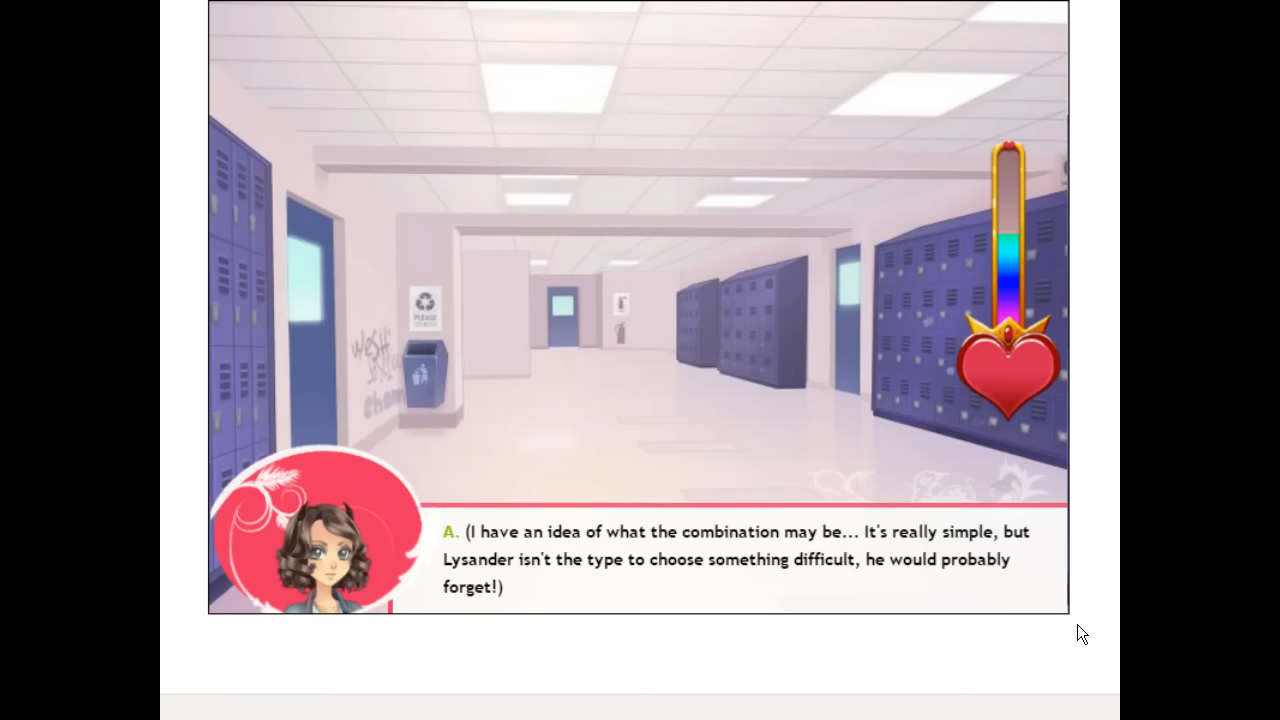 PLEASE
A. (I have an idea of what the combination may be... It's really simple, but
Lysander isn't the type to choose something difficult, he would probably
forget!)